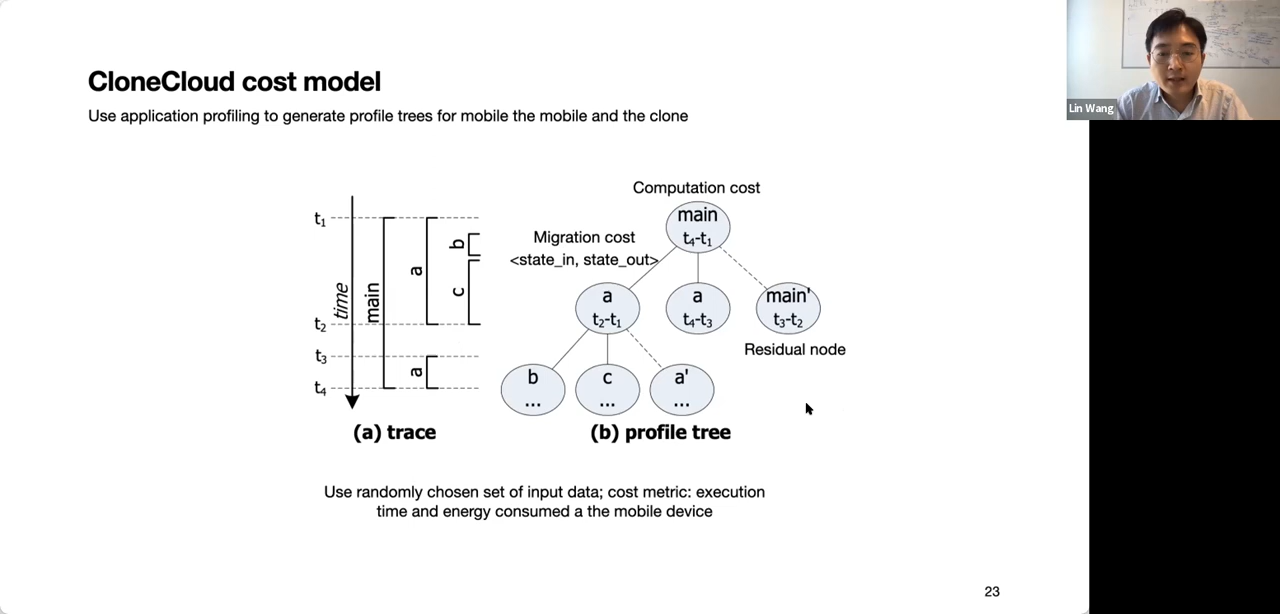 CloneCloud cost model
Use application profiling to generate profile trees for mobile the mobile and the clone
Lin Wang
t1
t2
t3
t4
time
main
a
b
c
a
(a) trace
Computation cost
main
t4-t1
Migration cost
<state_in, state_out>
a
t2-t1
a
t4-t3
main'
t3-t2
Residual node
b
...
c
...
a'
...
(b) profile tree
Use randomly chosen set of input data; cost metric: execution
time and energy consumed a the mobile device
23